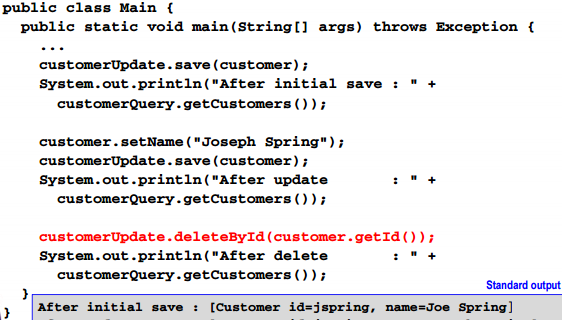 public class Main {
public static void main(String[] args) throws Exception {
...
customerUpdate.save(customer);
System.out.println("After initial save : " +
customerQuery.getCustomers());
customer.setName("Joseph Spring");
customerUpdate.save(customer);
System.out.println("After update : " +
customerQuery.getCustomers());
customerUpdate.deleteById(customer.getId());
System.out.println("After delete : " +
customerQuery.getCustomers());
}
Standard output
}
After initial save : [Customer id=jspring, name=Joe Spring]